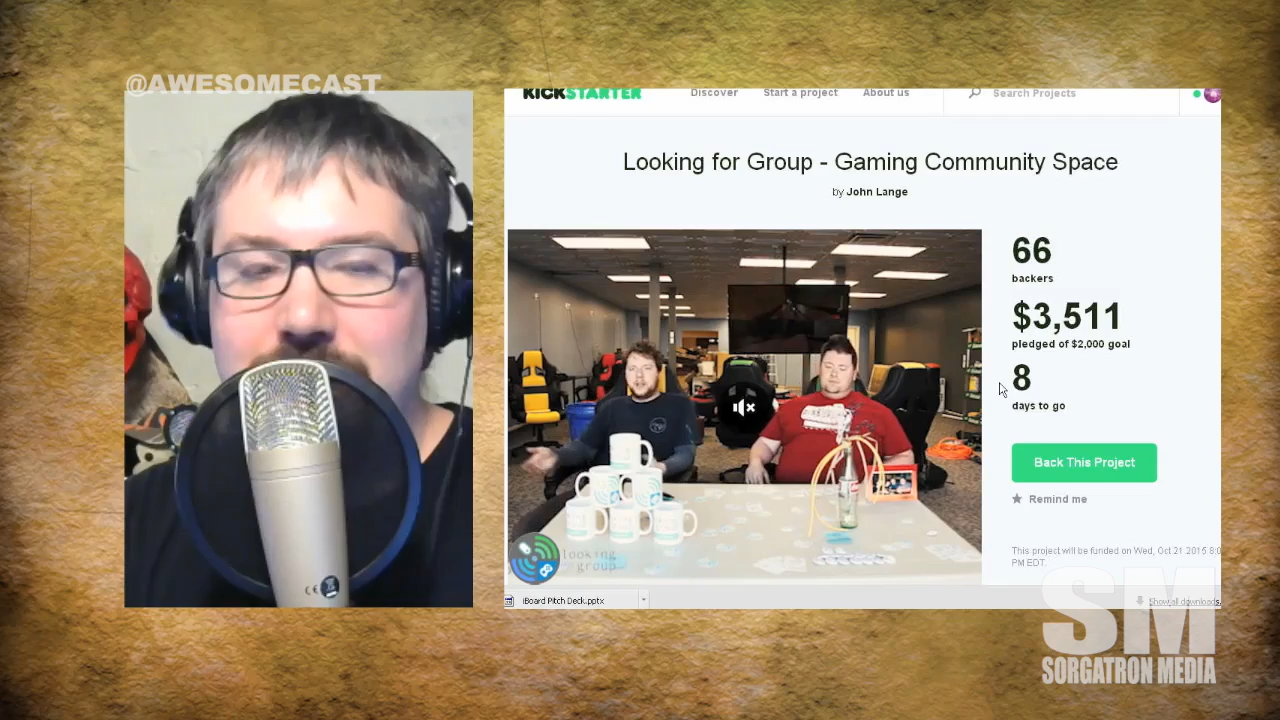 @AWESOMECAST
KICKSTARTER
Discover
Start a project
About us
Search Projects
Looking for Group - Gaming Community Space
by John Lange
66
backers
$3,511
pledged of $2,000 goal
8
days to go
Back This Project
Remind me
This project will be funded on Wed, Oct 21 2015 8:0
PM EDT.
looking
group
iBoard Pitch Deck.pptx
Show all downloads.
SM
SORGATRON MEDIA